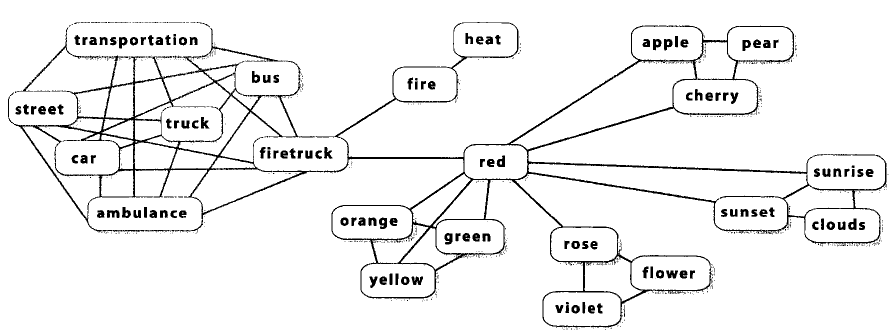 transportation
heat
apple
pear
bus
fire
street
cherry
truck
car
firetruck
red
sunrise
ambulance
orange
sunset
clouds
green
rose
yellow
flower
violet